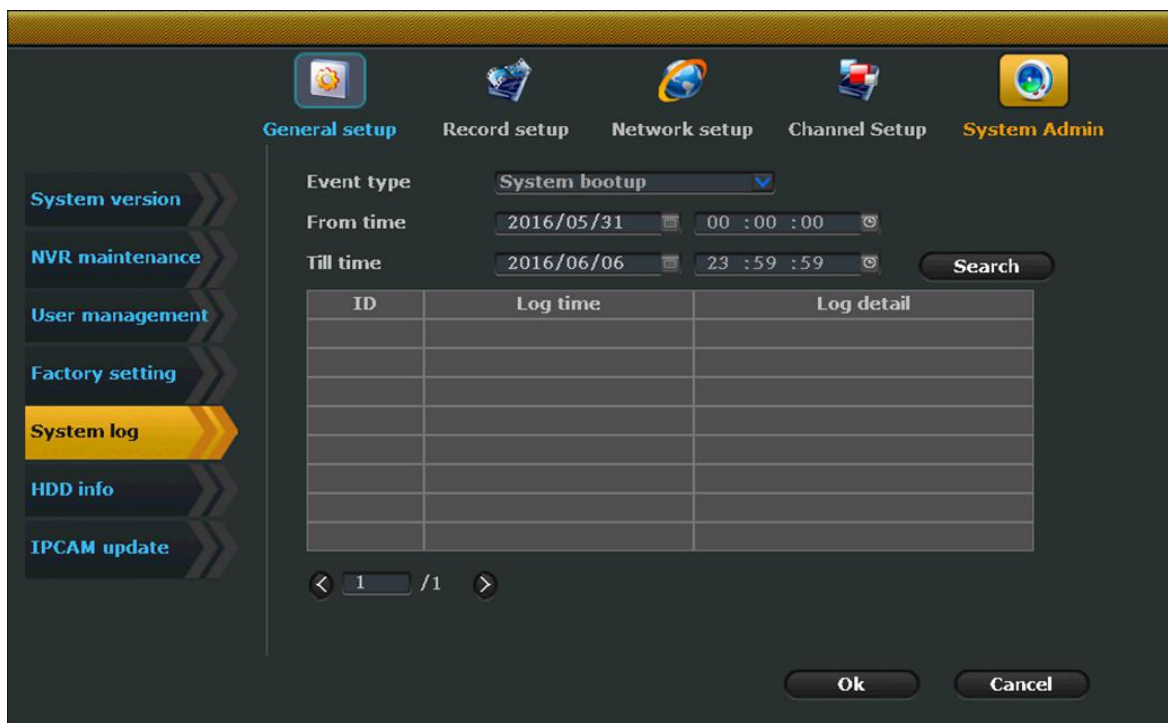 General setup Record setup Network setup Channel Setup System Admin
System version
NVR maintenance
User management
Factory setting
System log
HDD info
IPCAM update
Event type System bootup
From time 2016/05/31 00 :00 :00
Till time 2016/06/06 23 :59 :59 Search
ID Log time Log detail
1 /1
Ok Cancel